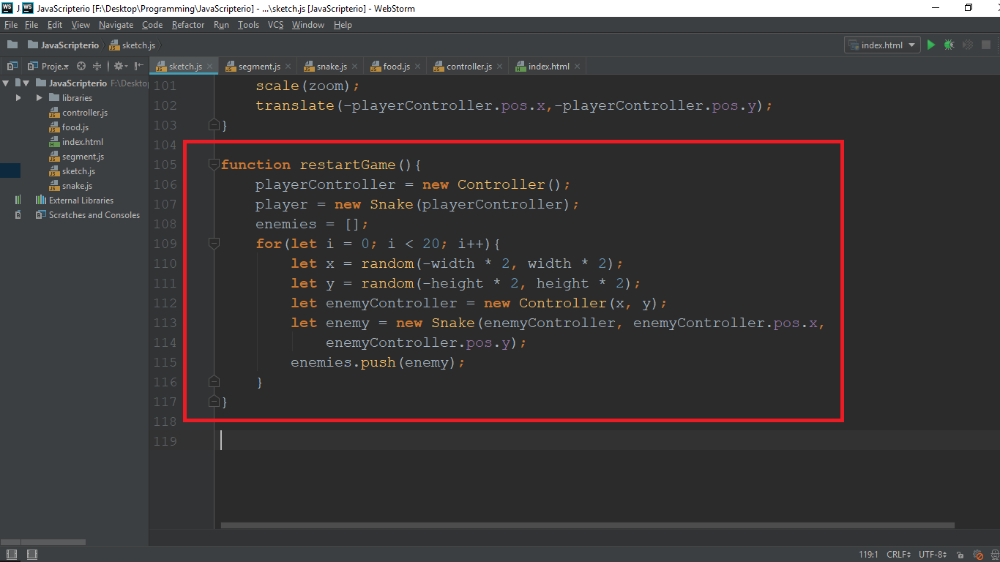 JavaScripterio [F:\Desktop\Programming\JavaScripterio] - ...\sketch.js [JavaScripterio] - WebStorm
File File Edit View Navigate Code Refactor Run Tools VCS Window Help
JavaScripterio sketch.js index.html
Proje... sketch.js segment.js snake.js food.js controller.js index.html
JavaScripterio F:\Deskto
libraries
controller.js
food.js
index.html
segment.js
sketch.js
snake.js
External Libraries
Scratches and Consoles
101 scale(zoom);
102 translate(-playerController.pos.x,-playerController.pos.y);
103 }
104
105 function restartGame(){
106 playerController = new Controller();
107 player = new Snake(playerController);
108 enemies = [];
109 for(let i = 0; i < 20; i++){
110 let x = random(-width * 2, width * 2);
111 let y = random(-height * 2, height * 2);
112 let enemyController = new Controller(x, y);
113 let enemy = new Snake(enemyController, enemyController.pos.x,
114 enemyController.pos.y);
115 enemies.push(enemy);
116 }
117 }
118
119
119:1 CRLF UTF-8